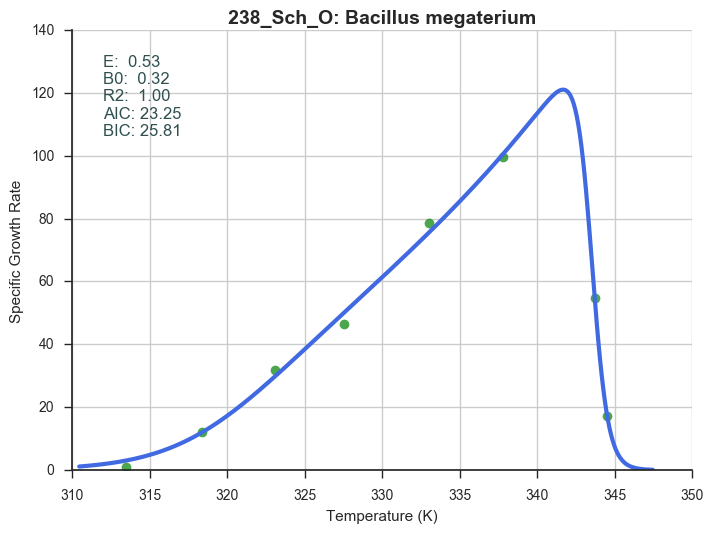 238_Sch_O: Bacillus megaterium
E:  0.53
B0:  0.32
R2:  1.00
AIC: 23.25
BIC: 25.81
140
120
100
80
60
40
20
0
Specific Growth Rate
310 315 320 325 330 335 340 345 350
Temperature (K)